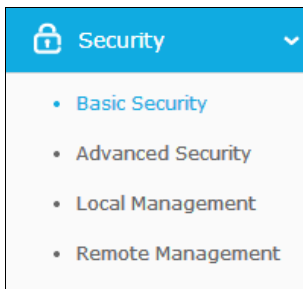 Security
Basic Security
Advanced Security
Local Management
Remote Management